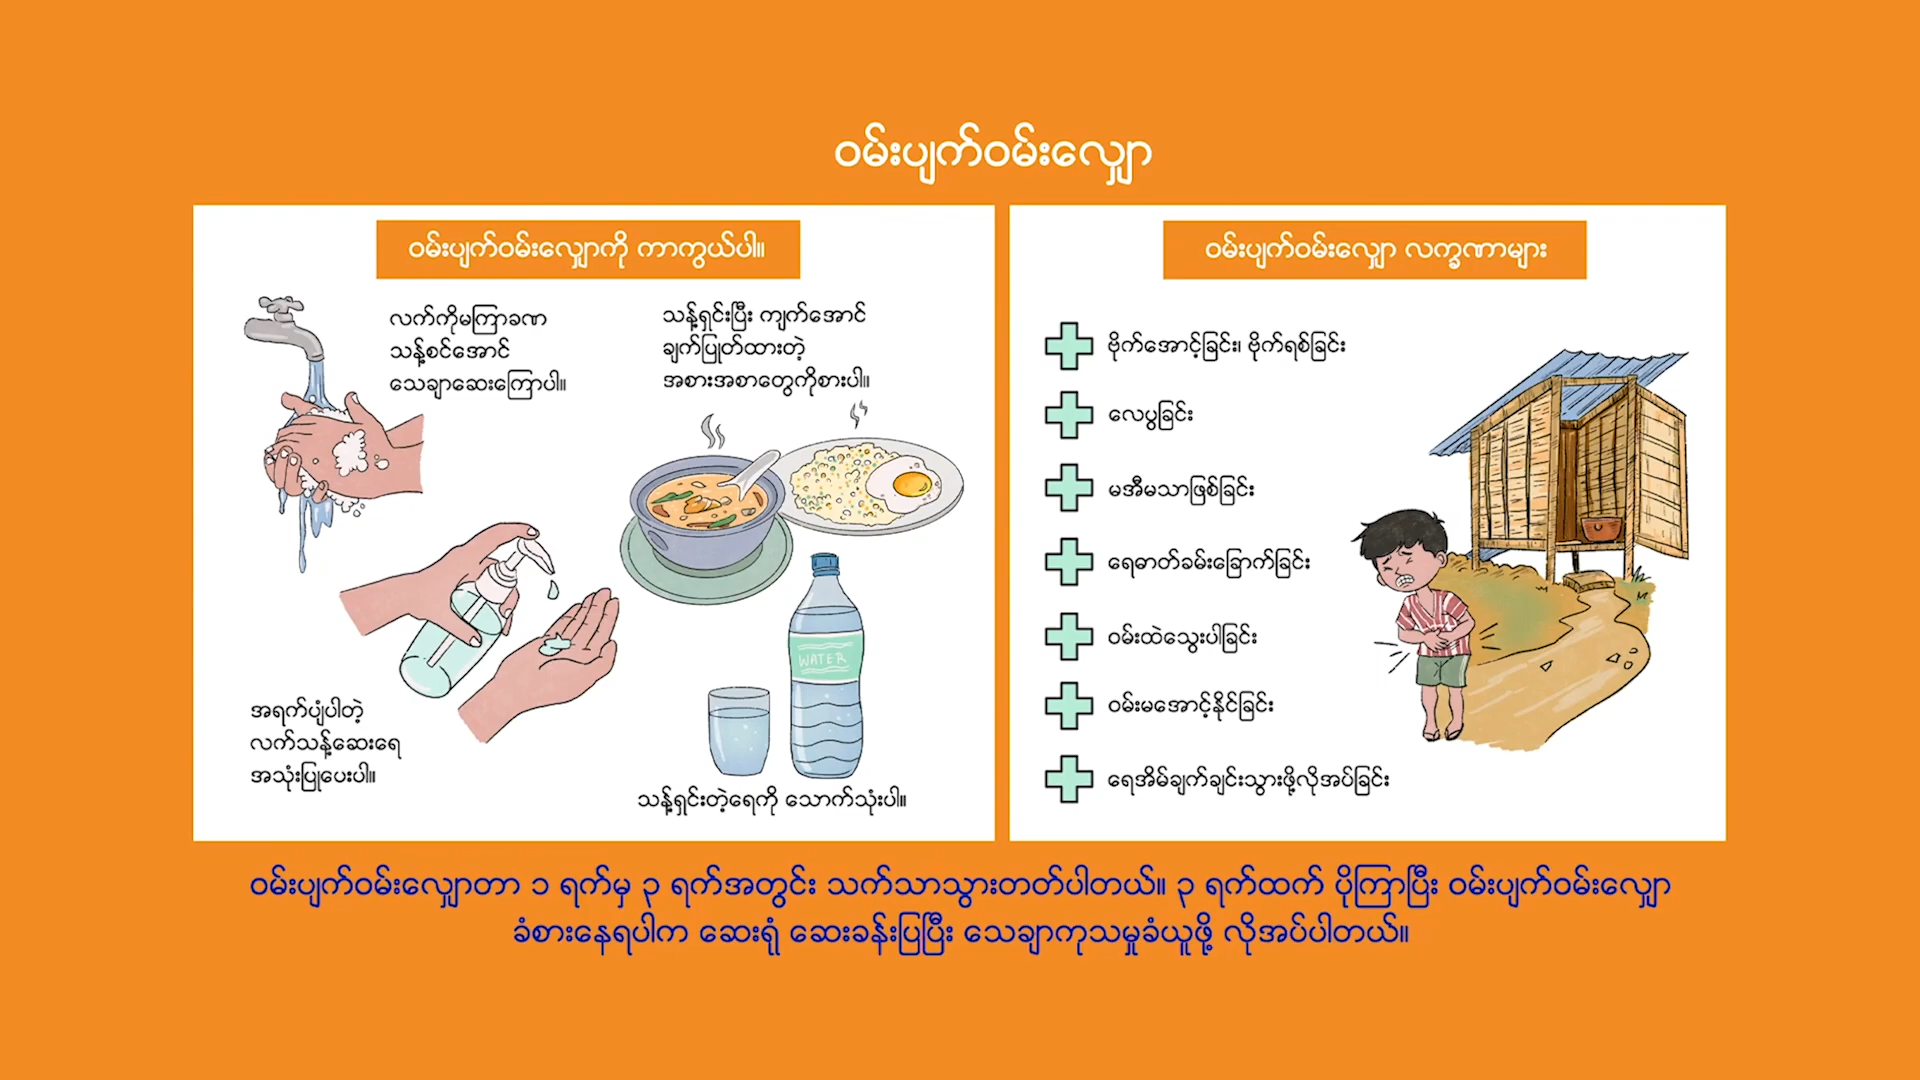 ဝမ်းပျက်ဝမ်းလျှော
ဝမ်းပျက်ဝမ်းလျှောကို ကာကွယ်ပါ။
လက်ကိုမကြာခဏ
သန့်စင်အောင်
သေချာဆေးကြောပါ။
သန့်ရှင်းပြီး ကျက်အောင်
ချက်ပြုတ်ထားတဲ့
အစားအစာတွေကိုစားပါ။
WATER
အရက်ပျံပါတဲ့
လက်သန့်ဆေးရေ
အသုံးပြုပေးပါ။
သန့်ရှင်းတဲ့ရေကို သောက်သုံးပါ။
ဝမ်းပျက်ဝမ်းလျှော လက္ခဏာများ
ဗိုက်အောင့်ခြင်း၊ ဗိုက်ရစ်ခြင်း
လေပွခြင်း
မအီမသာဖြစ်ခြင်း
ရေဓာတ်ခမ်းခြောက်ခြင်း
ဝမ်းထဲသွေးပါခြင်း
ဝမ်းမအောင့်နိုင်ခြင်း
ရေအိမ်ချက်ချင်းသွားဖို့လိုအပ်ခြင်း
ဝမ်းပျက်ဝမ်းလျှောတာ ၁ ရက်မှ ၃ ရက်အတွင်း သက်သာသွားတတ်ပါတယ်။ ၃ ရက်ထက် ပိုကြာပြီး ဝမ်းပျက်ဝမ်းလျှော
ခံစားနေရပါက ဆေးရုံ ဆေးခန်းပြပြီး သေချာကုသမှုခံယူဖို့ လိုအပ်ပါတယ်။